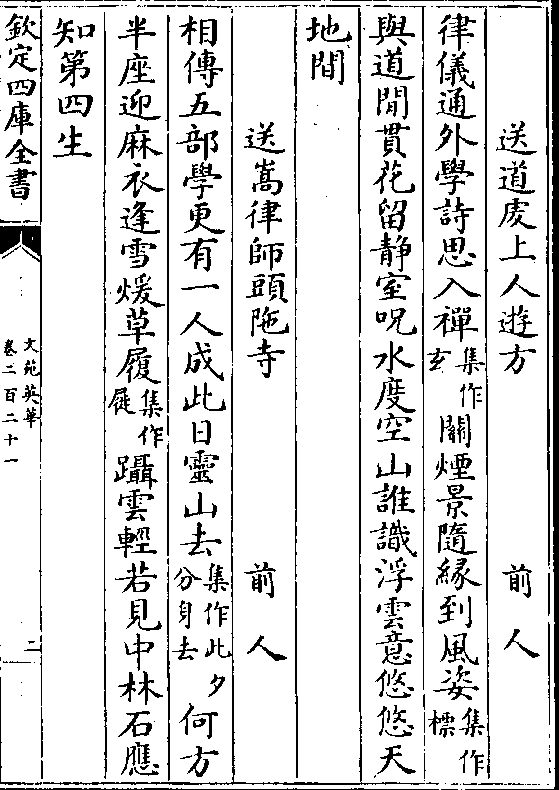 送道虔上人遊方　前人
律儀通外學詩思入禪集作玄關煙景隨緣到風姿集作標
與道閒貫花留静室呪水度空山誰識浮雲意悠悠天
地間
送嵩律師頭陁寺　前人
相傳五部學更有一人成此日靈山去集作此夕分身去何方
半座迎麻衣逢雪煖草履集作屣躡雲輕若見中林石應
知第四生
欽定四庫全書
文苑英華
卷二百二十一
二